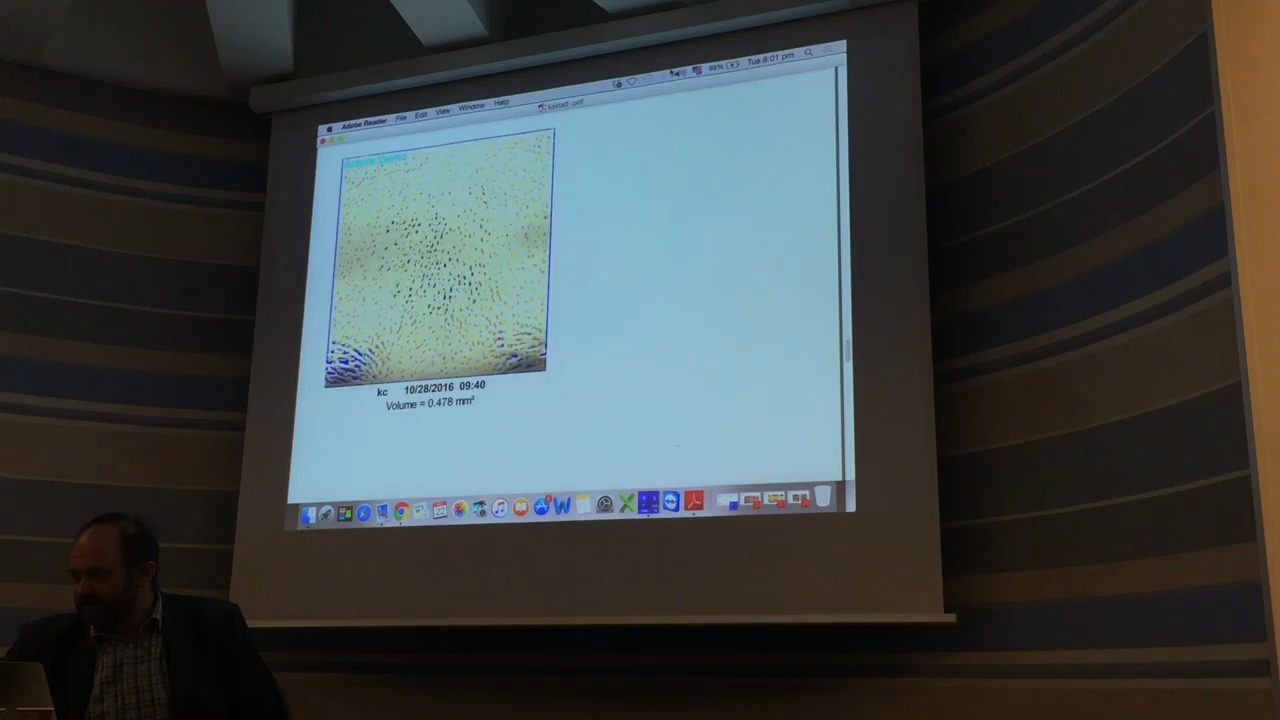 Adobe Reader File Edit View Window Help
99% Tue 8:01 pm
kc 10/28/2016 09:40
Volume = 0.478 mm³